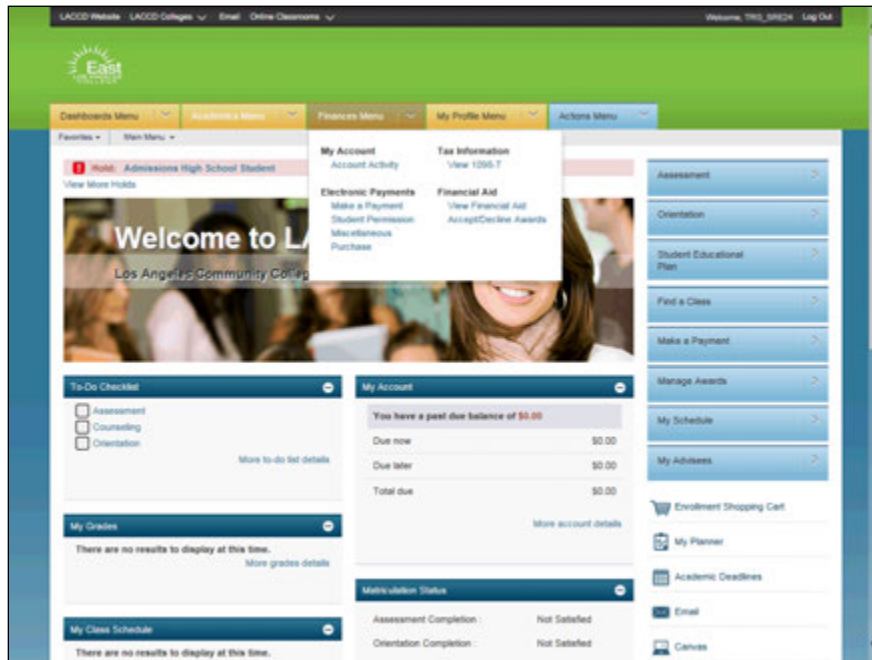 LACCD Website LACCD Colleges Email Online Classrooms Welcome, TRG_SRE24 Log Out
East
LOS ANGELES
COLLEGE
Dashboards Menu Academics Menu Finances Menu My Profile Menu Actions Menu
Favorites Main Menu
My Account
Account Activity
Electronic Payments
Make a Payment
Student Permission
Miscellaneous
Purchase
Tax Information
View 1098-T
Financial Aid
View Financial Aid
Accept/Decline Awards
Hold: Admissions High School Student
View More Holds
Welcome to LA
Los Angeles Community Colleg
To-Do Checklist
Assessment
Counseling
Orientation
More to-do list details
My Grades
There are no results to display at this time.
More grades details
My Class Schedule
There are no results to display at this time.
My Account
You have a past due balance of $0.00
Due now $0.00
Due later $0.00
Total due $0.00
More account details
Matriculation Status
Assessment Completion : Not Satisfied
Orientation Completion : Not Satisfied
Assessment
Orientation
Student Educational
Plan
Find a Class
Make a Payment
Manage Awards
My Schedule
My Advisees
Enrollment Shopping Cart
My Planner
Academic Deadlines
Email
Canvas